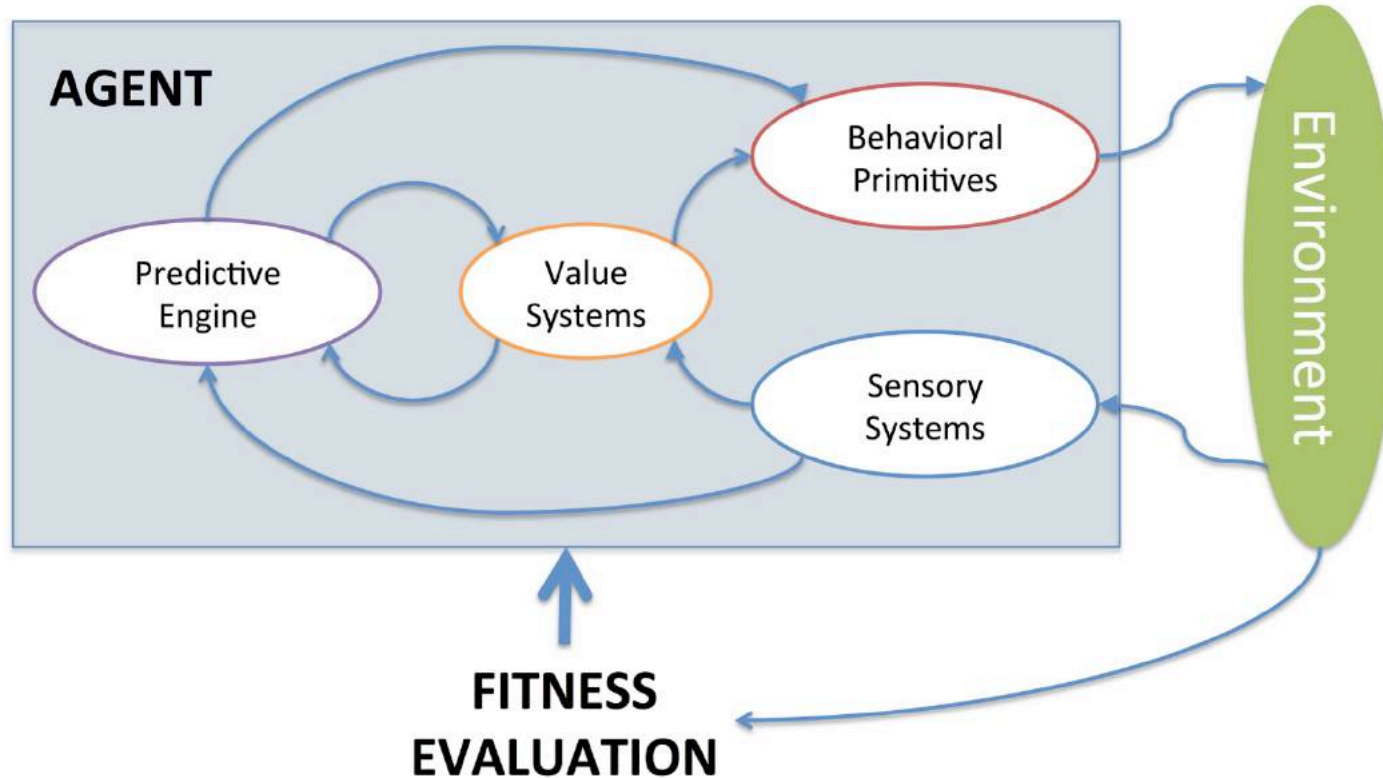 AGENT
Behavioral
Primitives
Predictive
Engine
Value
Systems
Sensory
Systems
Environment
FITNESS
EVALUATION